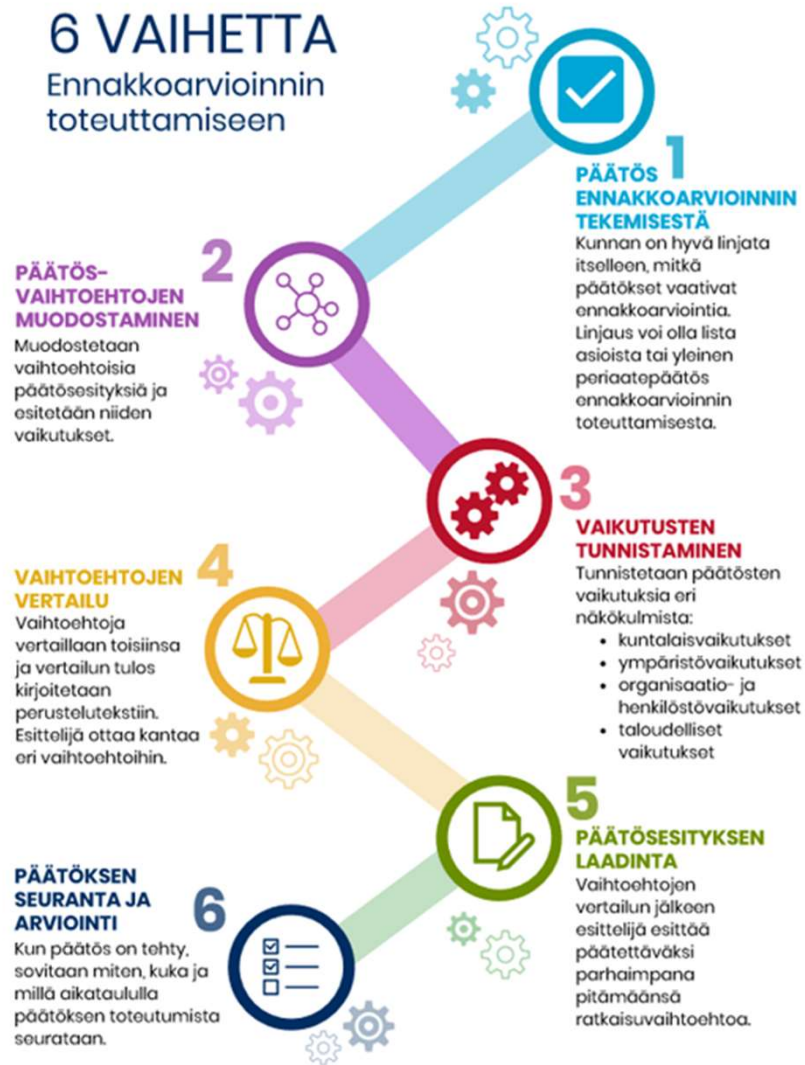 6 VAIHETTA
Ennakkoarvioinnin
toteuttamiseen
1
PÄÄTÖS
ENNAKKOARVIOINNIN
TEKEMISESTÄ
Kunnan on hyvä linjata
itselleen, mitkä
päätökset vaativat
ennakkoarviointia.
Linjaus voi olla lista
asioista tai yleinen
periaatepäätös
ennakkoarvioinnin
toteuttamisesta.
2
PÄÄTÖS-
VAIHTOEHTOJEN
MUODOSTAMINEN
Muodostetaan
vaihtoehtoisia
päätösesityksiä ja
esitetään niiden
vaikutukset.
3
VAIKUTUSTEN
TUNNISTAMINEN
Tunnistetaan päätösten
vaikutuksia eri
näkökulmista:
• kuntalaisvaikutukset
• ympäristövaikutukset
• organisaatio- ja
henkilöstövaikutukset
• taloudelliset
vaikutukset
4
VAIHTOEHTOJEN
VERTAILU
Vaihtoehtoja
vertaillaan toisiinsa
ja vertailun tulos
kirjoitetaan
perustelutekstiin.
Esittelijä ottaa kantaa
eri vaihtoehtoihin.
5
PÄÄTÖSESITYKSEN
LAADINTA
Vaihtoehtojen
vertailun jälkeen
esittelijä esittää
päätettäväksi
parhaimpana
pitämäänsä
ratkaisuvaihtoehtoa.
6
PÄÄTÖKSEN
SEURANTA JA
ARVIOINTI
Kun päätös on tehty,
sovitaan miten, kuka ja
millä aikataululla
päätöksen toteutumista
seurataan.